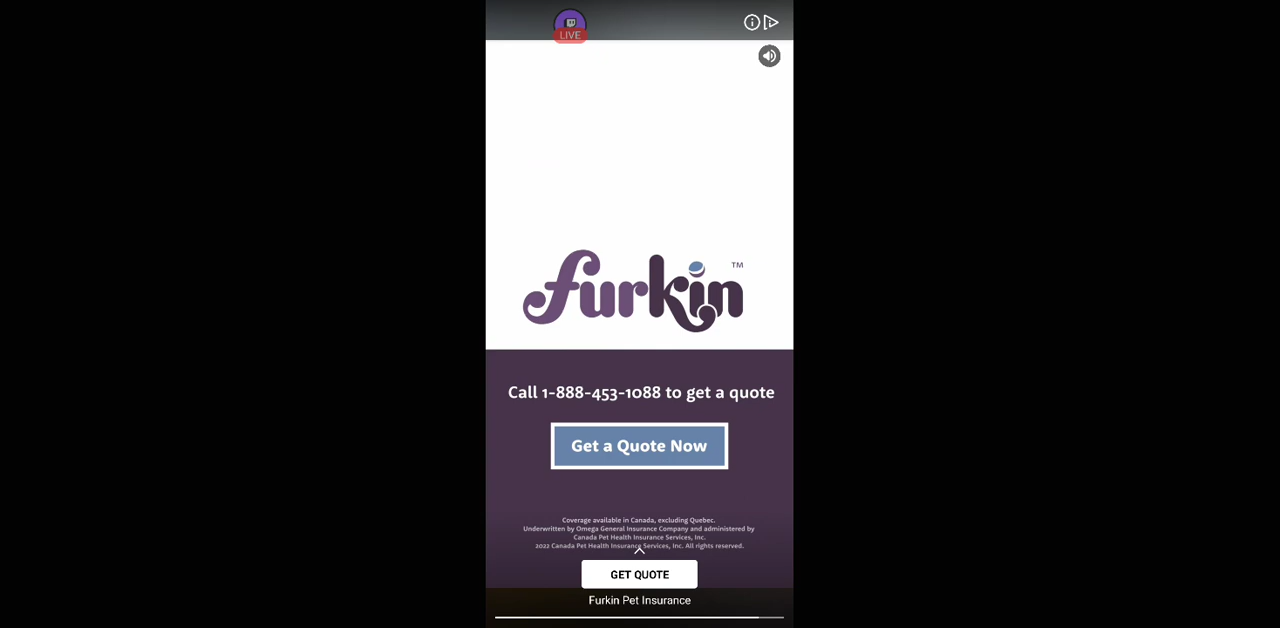 LIVE
furkin TM
Call 1-888-453-1088 to get a quote
Get a Quote Now
Coverage available in Canada, excluding Quebec.
Underwritten by Omega General Insurance Company and administered by
Canada Pet Health Insurance Services, Inc.
2022 Canada Pet Health Insurance Services, Inc. All rights reserved.
GET QUOTE
Furkin Pet Insurance